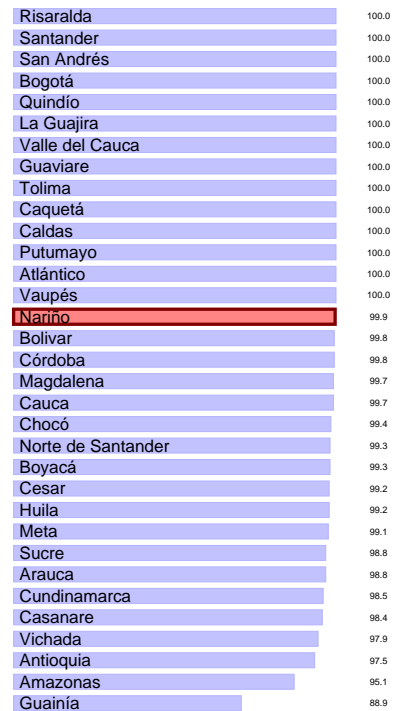 Risaralda 100.0
Santander 100.0
San Andrés 100.0
Bogotá 100.0
Quindío 100.0
La Guajira 100.0
Valle del Cauca 100.0
Guaviare 100.0
Tolima 100.0
Caquetá 100.0
Caldas 100.0
Putumayo 100.0
Atlántico 100.0
Vaupés 100.0
Nariño 99.9
Bolivar 99.8
Córdoba 99.8
Magdalena 99.7
Cauca 99.7
Chocó 99.4
Norte de Santander 99.3
Boyacá 99.3
Cesar 99.2
Huila 99.2
Meta 99.1
Sucre 98.8
Arauca 98.8
Cundinamarca 98.5
Casanare 98.4
Vichada 97.9
Antioquia 97.5
Amazonas 95.1
Guainía 88.9